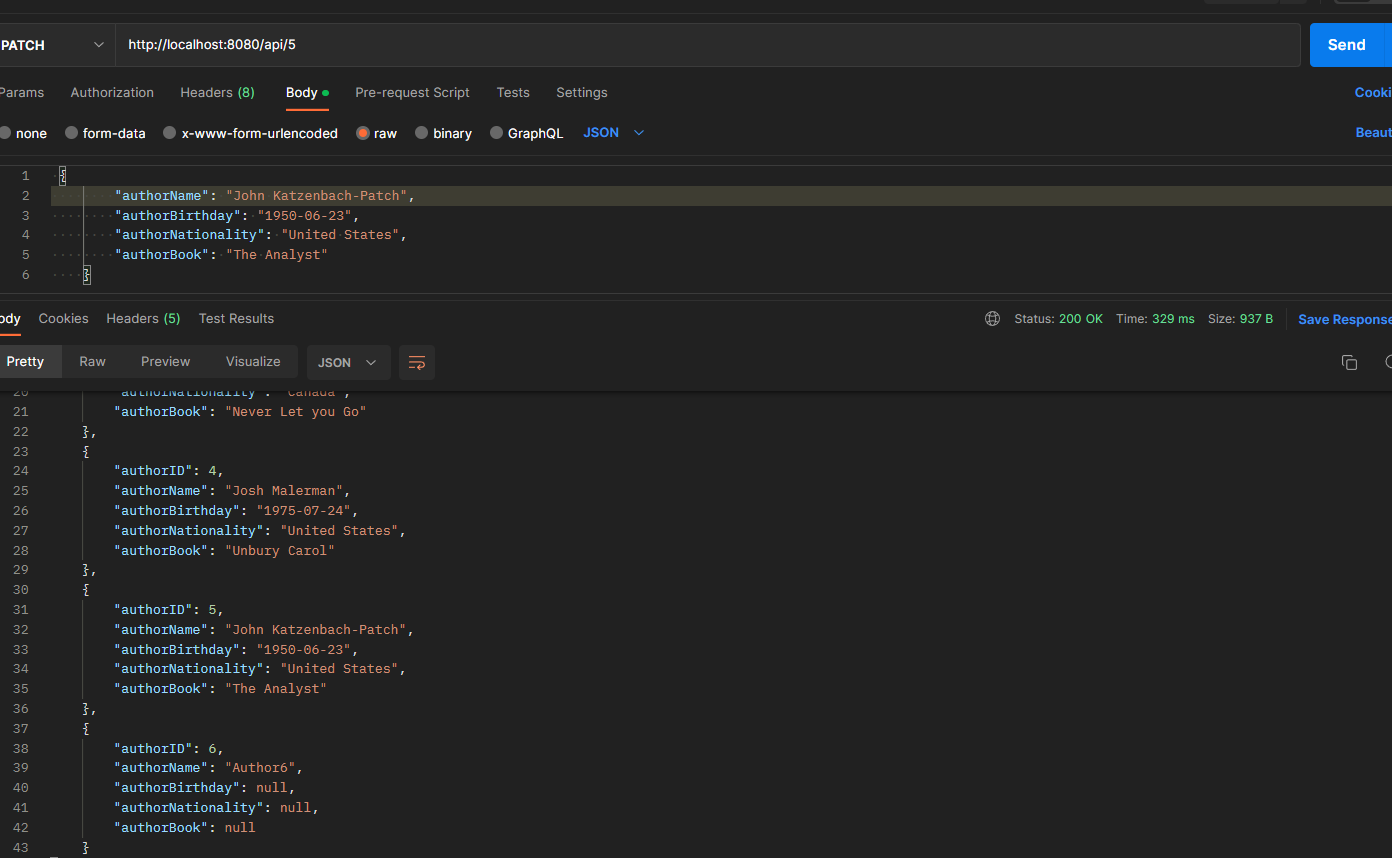 PATCH http://localhost:8080/api/5 Send
Params Authorization Headers (8) Body Pre-request Script Tests Settings Cooki
none form-data x-www-form-urlencoded raw binary GraphQL JSON Beaut
1 {
2 "authorName": "John Katzenbach-Patch",
3 "authorBirthday": "1950-06-23",
4 "authorNationality": "United States",
5 "authorBook": "The Analyst"
6 }
ody Cookies Headers (5) Test Results Status: 200 OK Time: 329 ms Size: 937 B Save Response
Pretty Raw Preview Visualize JSON
20 "authorNationality": "Canada",
21 "authorBook": "Never Let you Go"
22 },
23 {
24 "authorID": 4,
25 "authorName": "Josh Malerman",
26 "authorBirthday": "1975-07-24",
27 "authorNationality": "United States",
28 "authorBook": "Unbury Carol"
29 },
30 {
31 "authorID": 5,
32 "authorName": "John Katzenbach-Patch",
33 "authorBirthday": "1950-06-23",
34 "authorNationality": "United States",
35 "authorBook": "The Analyst"
36 },
37 {
38 "authorID": 6,
39 "authorName": "Author6",
40 "authorBirthday": null,
41 "authorNationality": null,
42 "authorBook": null
43 }